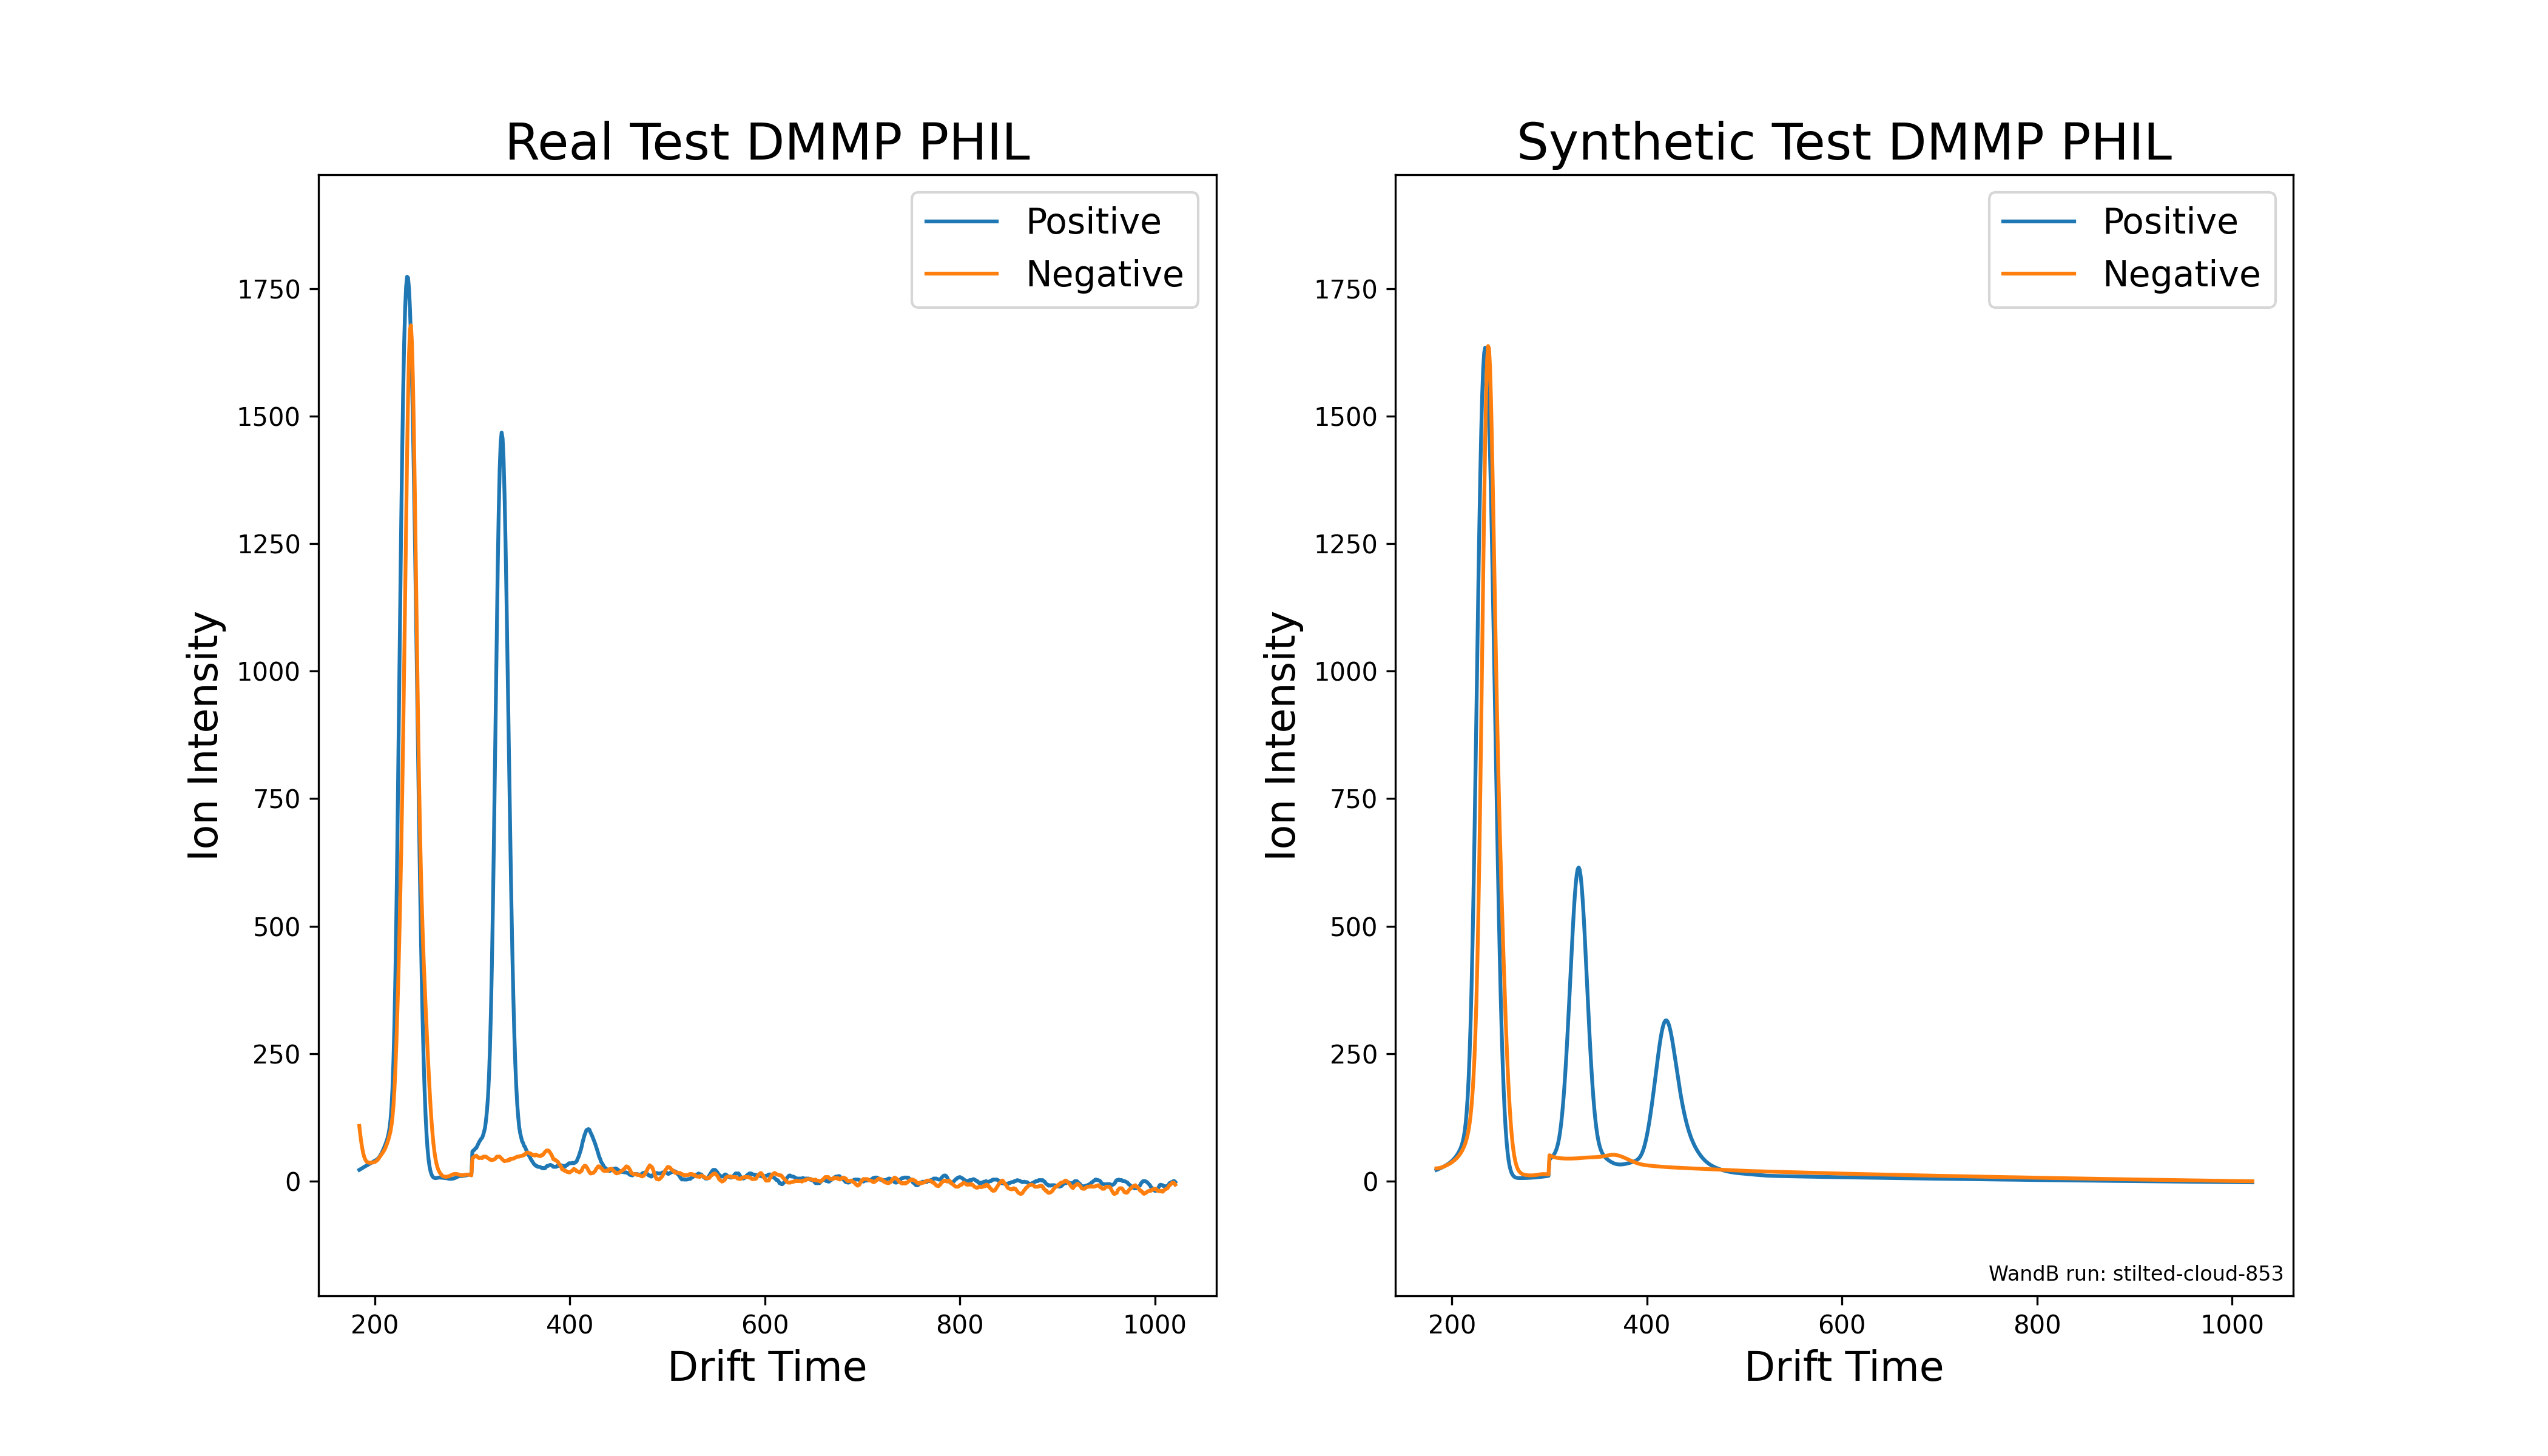 Real Test DMMP PHIL
Positive
Negative
1750
1500
1250
1000
750
500
250
0
Ion Intensity
200 400 600 800 1000
Drift Time
Synthetic Test DMMP PHIL
Positive
Negative
1750
1500
1250
1000
750
500
250
0
Ion Intensity
WandB run: stilted-cloud-853
200 400 600 800 1000
Drift Time